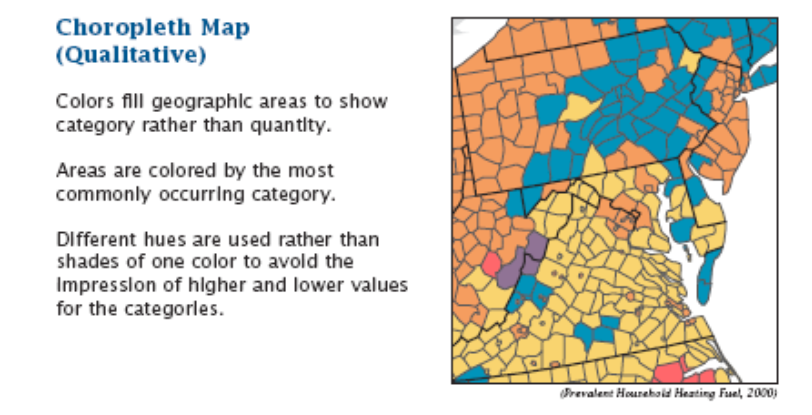 Choropleth Map
(Qualitative)
Colors fill geographic areas to show
category rather than quantity.
Areas are colored by the most
commonly occurring category.
Different hues are used rather than
shades of one color to avoid the
impression of higher and lower values
for the categories.
(Prevalent Household Heating Fuel, 2000)